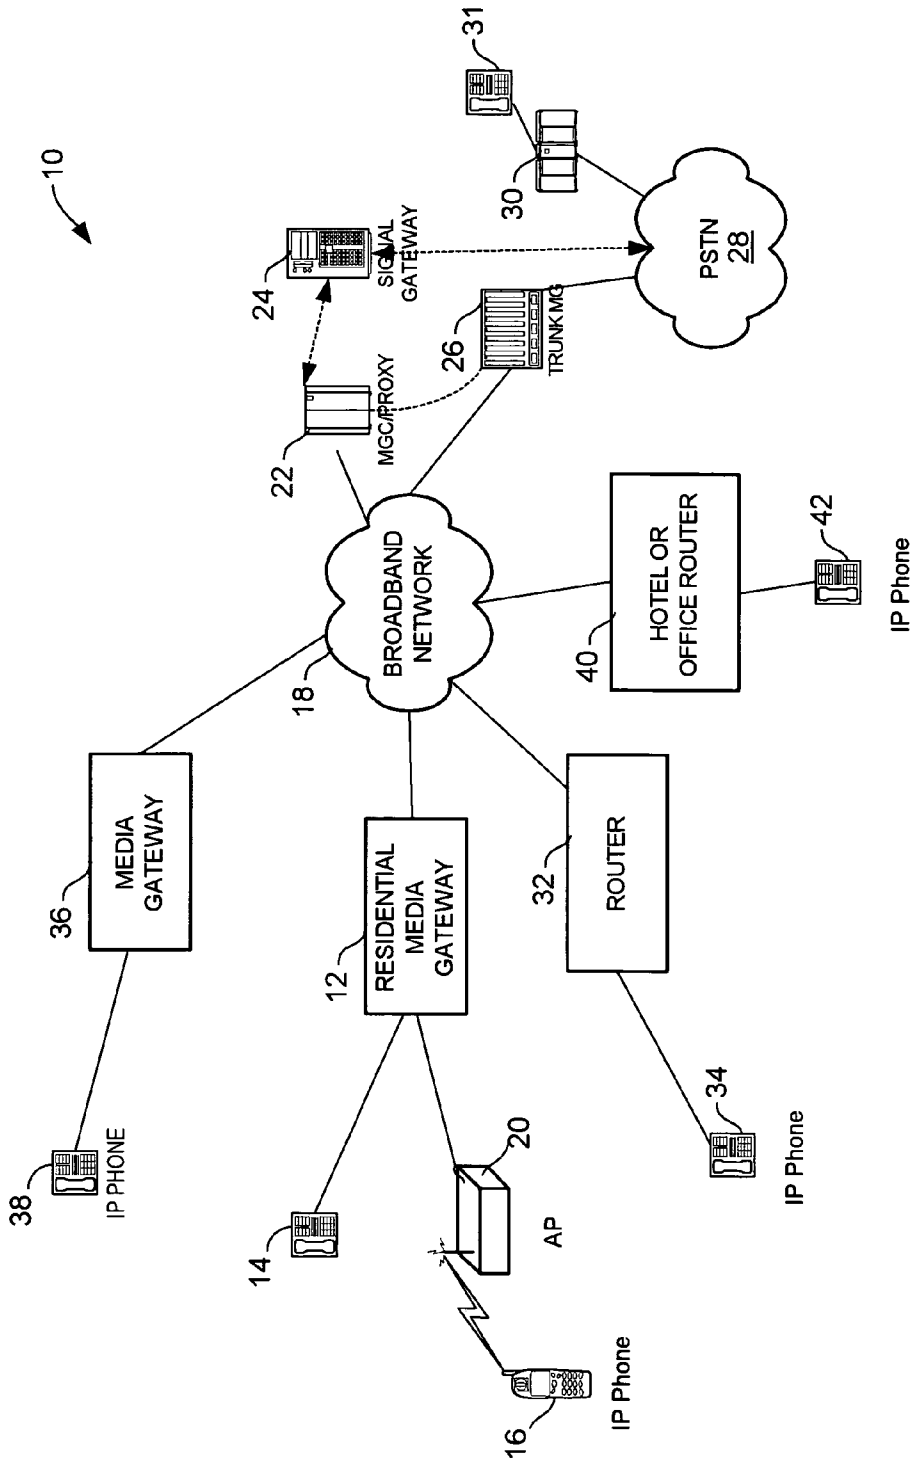 10
36
MEDIA
GATEWAY
38
IP PHONE
24
SIGNAL
GATEWAY
22
MGC/PROXY
18
BROADBAND
NETWORK
12
RESIDENTIAL
MEDIA
GATEWAY
14
20
AP
16
IP Phone
26
TRUNK MG
31
30
PSTN
28
32
ROUTER
34
IP Phone
40
HOTEL OR
OFFICE ROUTER
42
IP Phone